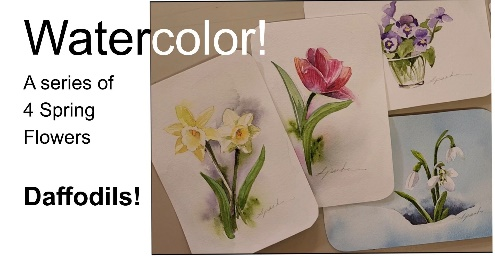 Watercolor!
A series of
4 Spring
Flowers
Daffodils!